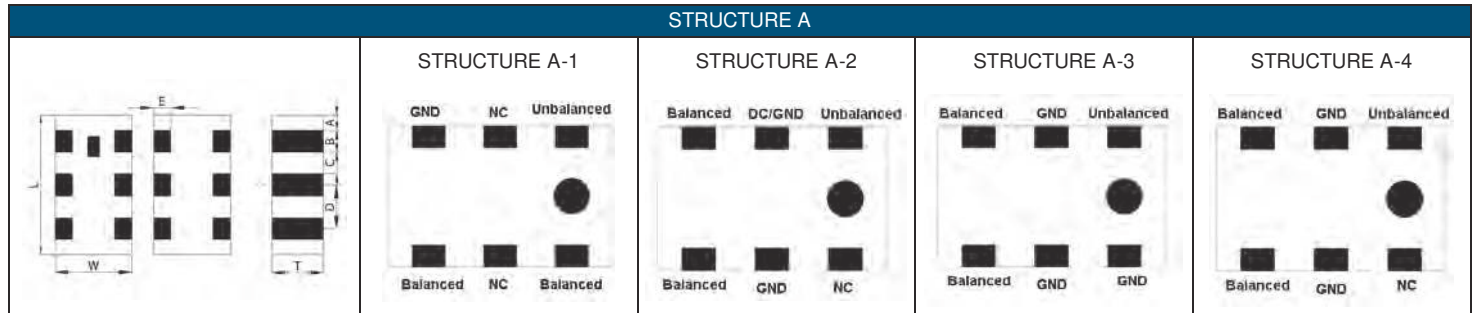 STRUCTURE A
E
A
B
C
D
L
W
T
STRUCTURE A-1
GND NC Unbalanced
Balanced NC Balanced
STRUCTURE A-2
Balanced DC/GND Unbalanced
Balanced GND NC
STRUCTURE A-3
Balanced GND Unbalanced
Balanced GND GND
STRUCTURE A-4
Balanced GND Unbalanced
Balanced GND NC